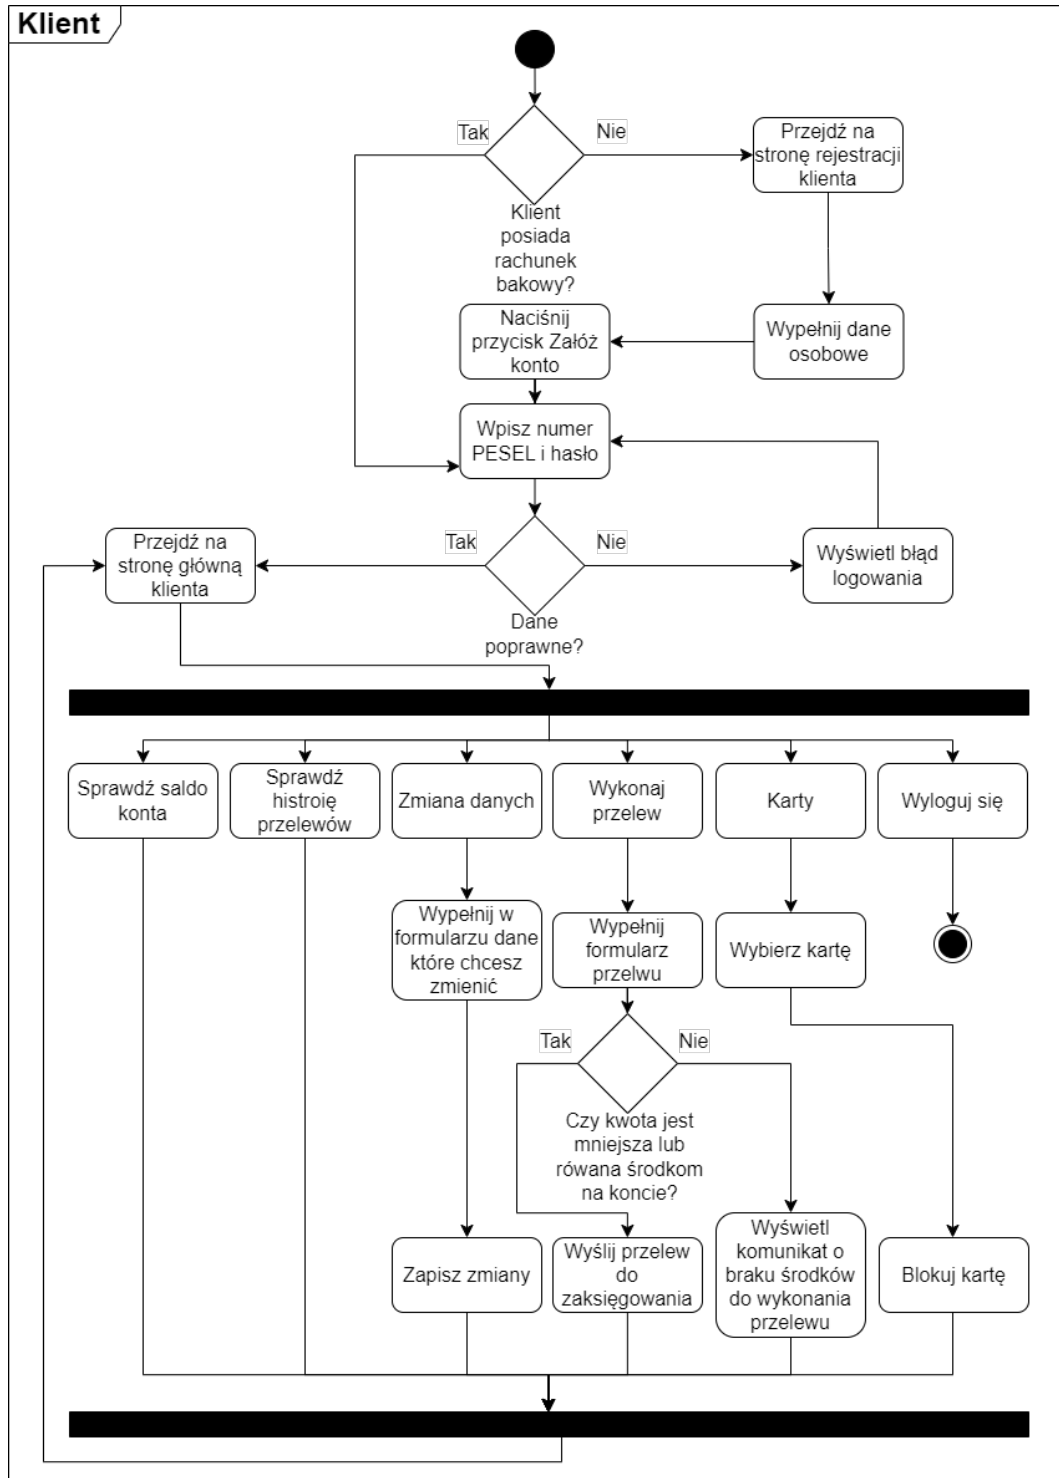 Klient
Tak
Nie
Przejdź na
stronę rejestracji
klienta
Klient
posiada
rachunek
bakowy?
Naciśnij
przycisk Załóż
konto
Wypełnij dane
osobowe
Wpisz numer
PESEL i hasło
Przejdź na
stronę główną
klienta
Tak
Nie
Wyświetl błąd
logowania
Dane
poprawne?
Sprawdź saldo
konta
Sprawdź
histroię
przelewów
Zmiana danych
Wykonaj
przelew
Karty
Wyloguj się
Wypełnij w
formularzu dane
które chcesz
zmienić
Wypełnij
formularz
przelwu
Wybierz kartę
Tak
Nie
Czy kwota jest
mniejsza lub
rówana środkom
na koncie?
Zapisz zmiany
Wyślij przelew
do
zaksięgowania
Wyświetl
komunikat o
braku środków
do wykonania
przelewu
Blokuj kartę